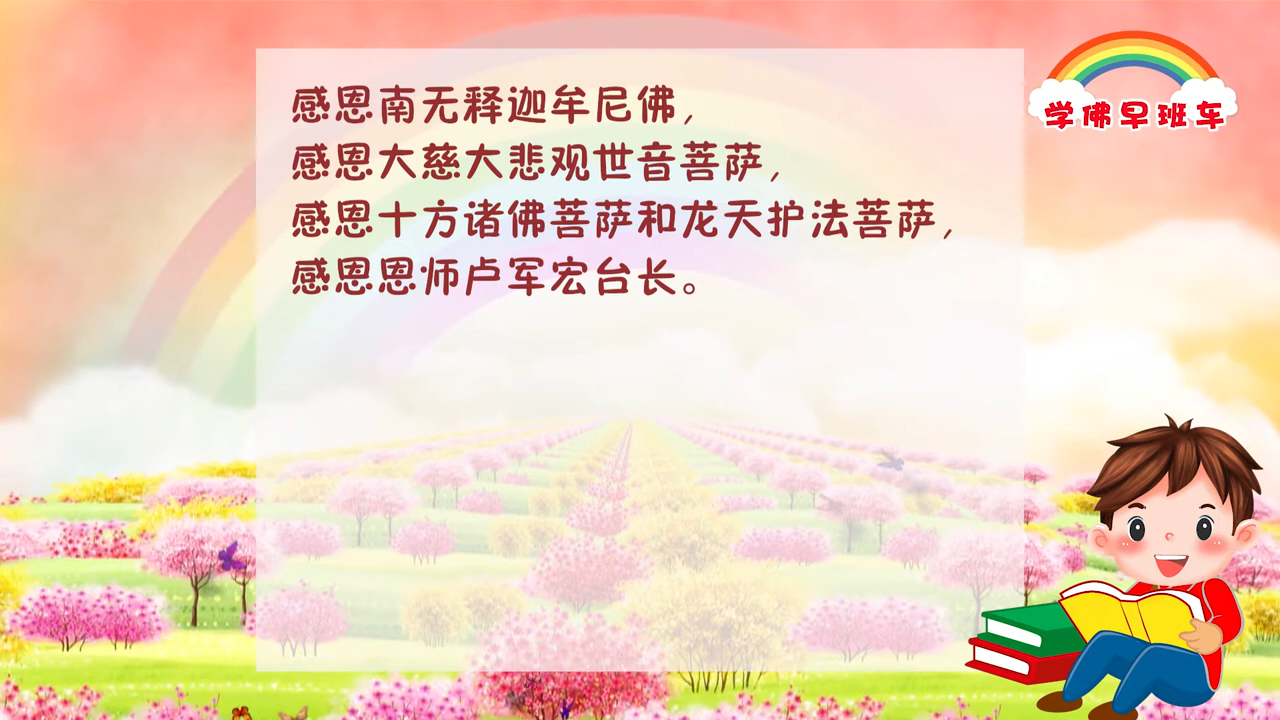 感恩南无释迦牟尼佛，
感恩大慈大悲观世音菩萨，
感恩十方诸佛菩萨和龙天护法菩萨，
感恩恩师卢军宏台长。
学佛早班车